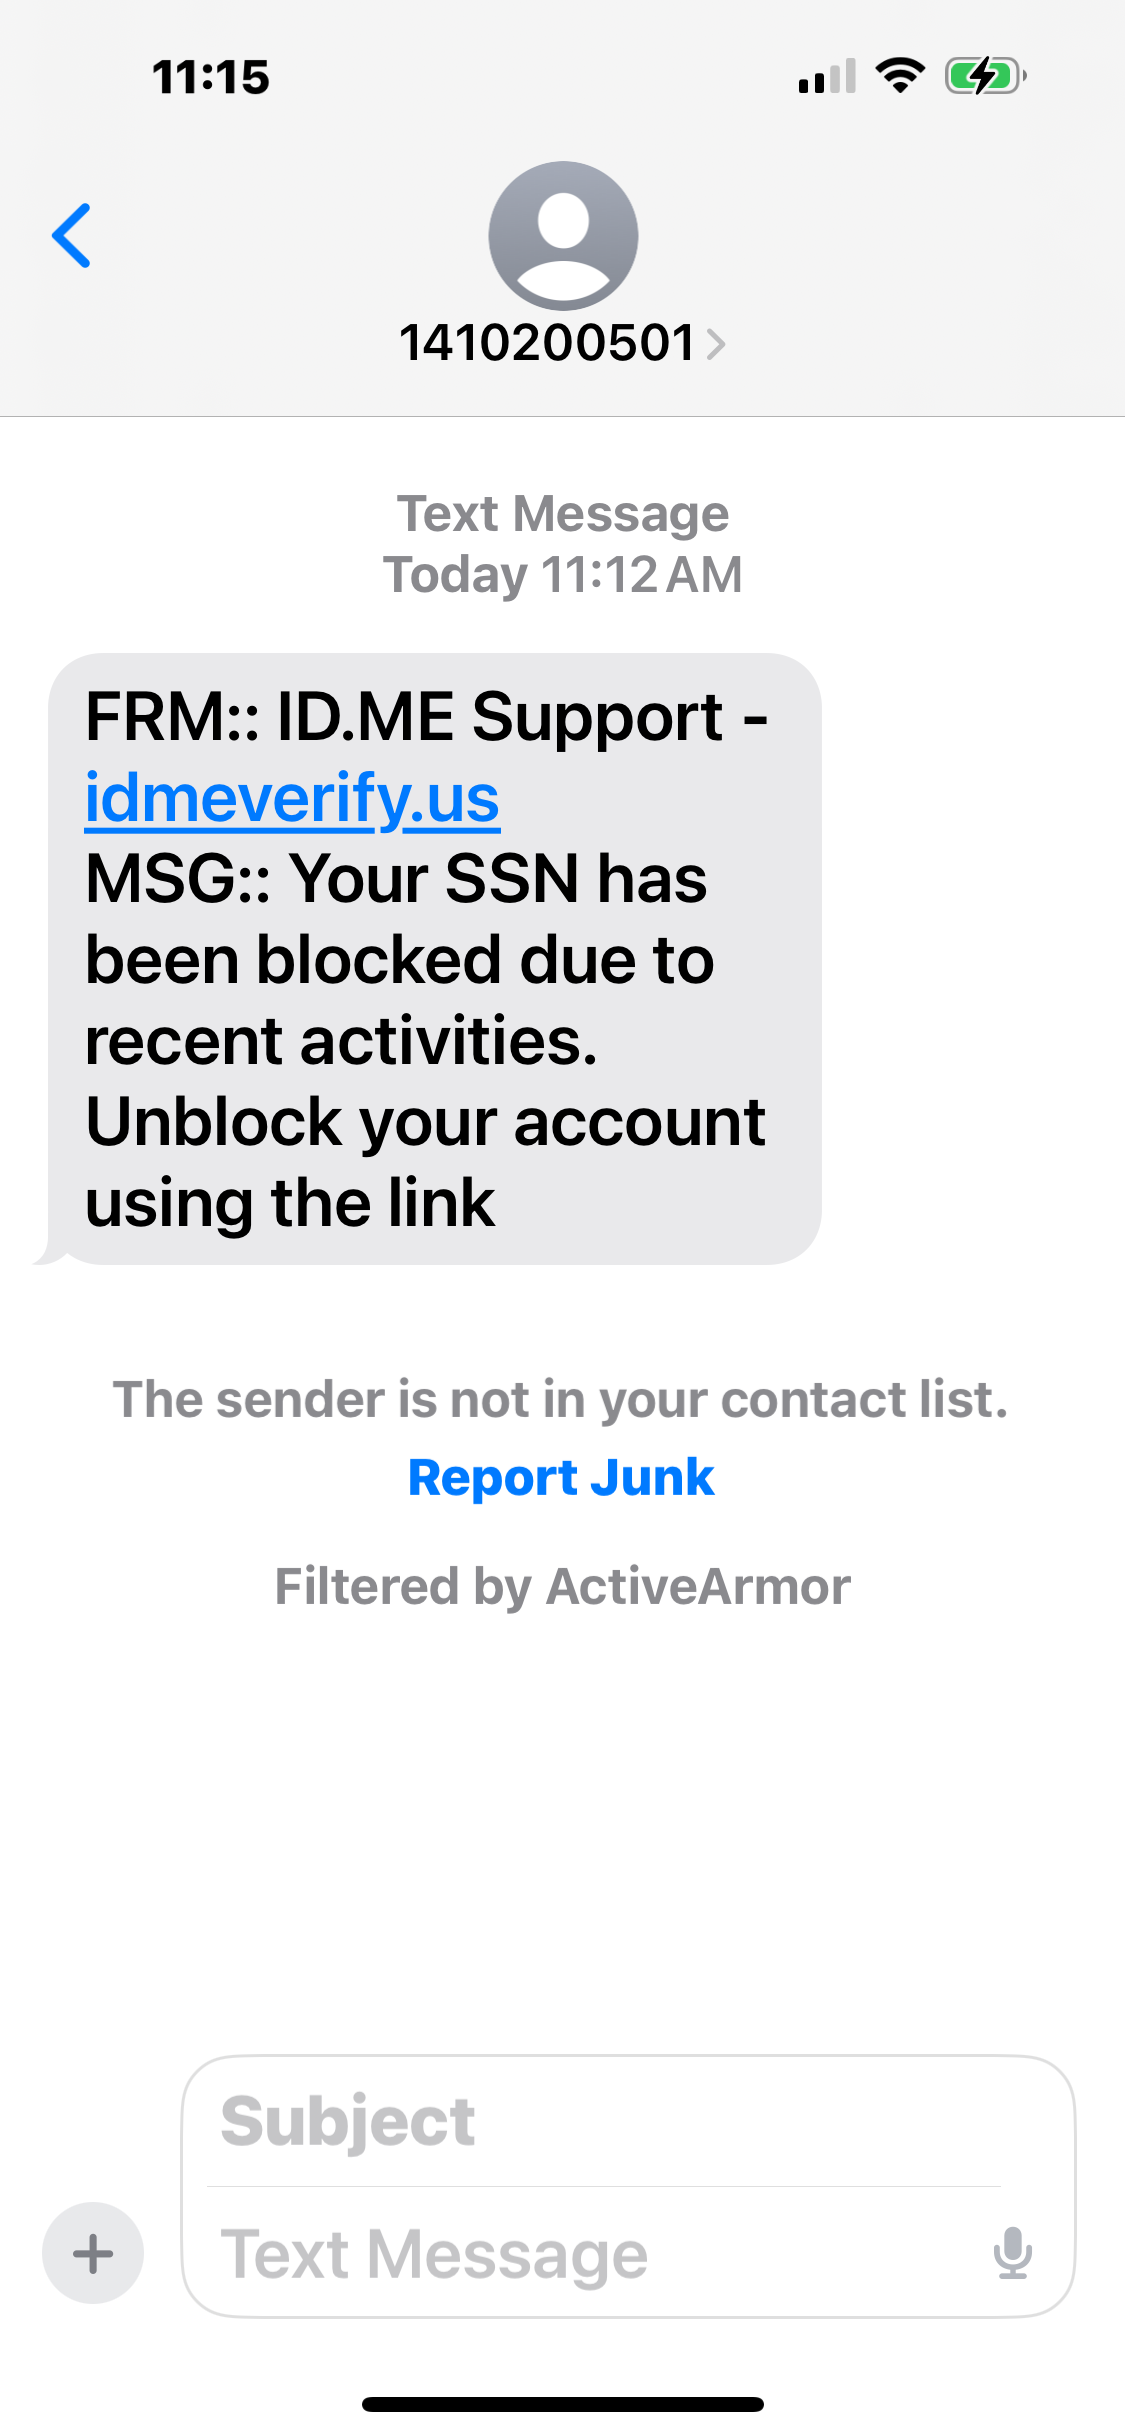 11:15
1410200501
Text Message
Today 11:12 AM
FRM:: ID.ME Support -
idmeverify.us
MSG:: Your SSN has
been blocked due to
recent activities.
Unblock your account
using the link
The sender is not in your contact list.
Report Junk
Filtered by ActiveArmor
Subject
Text Message